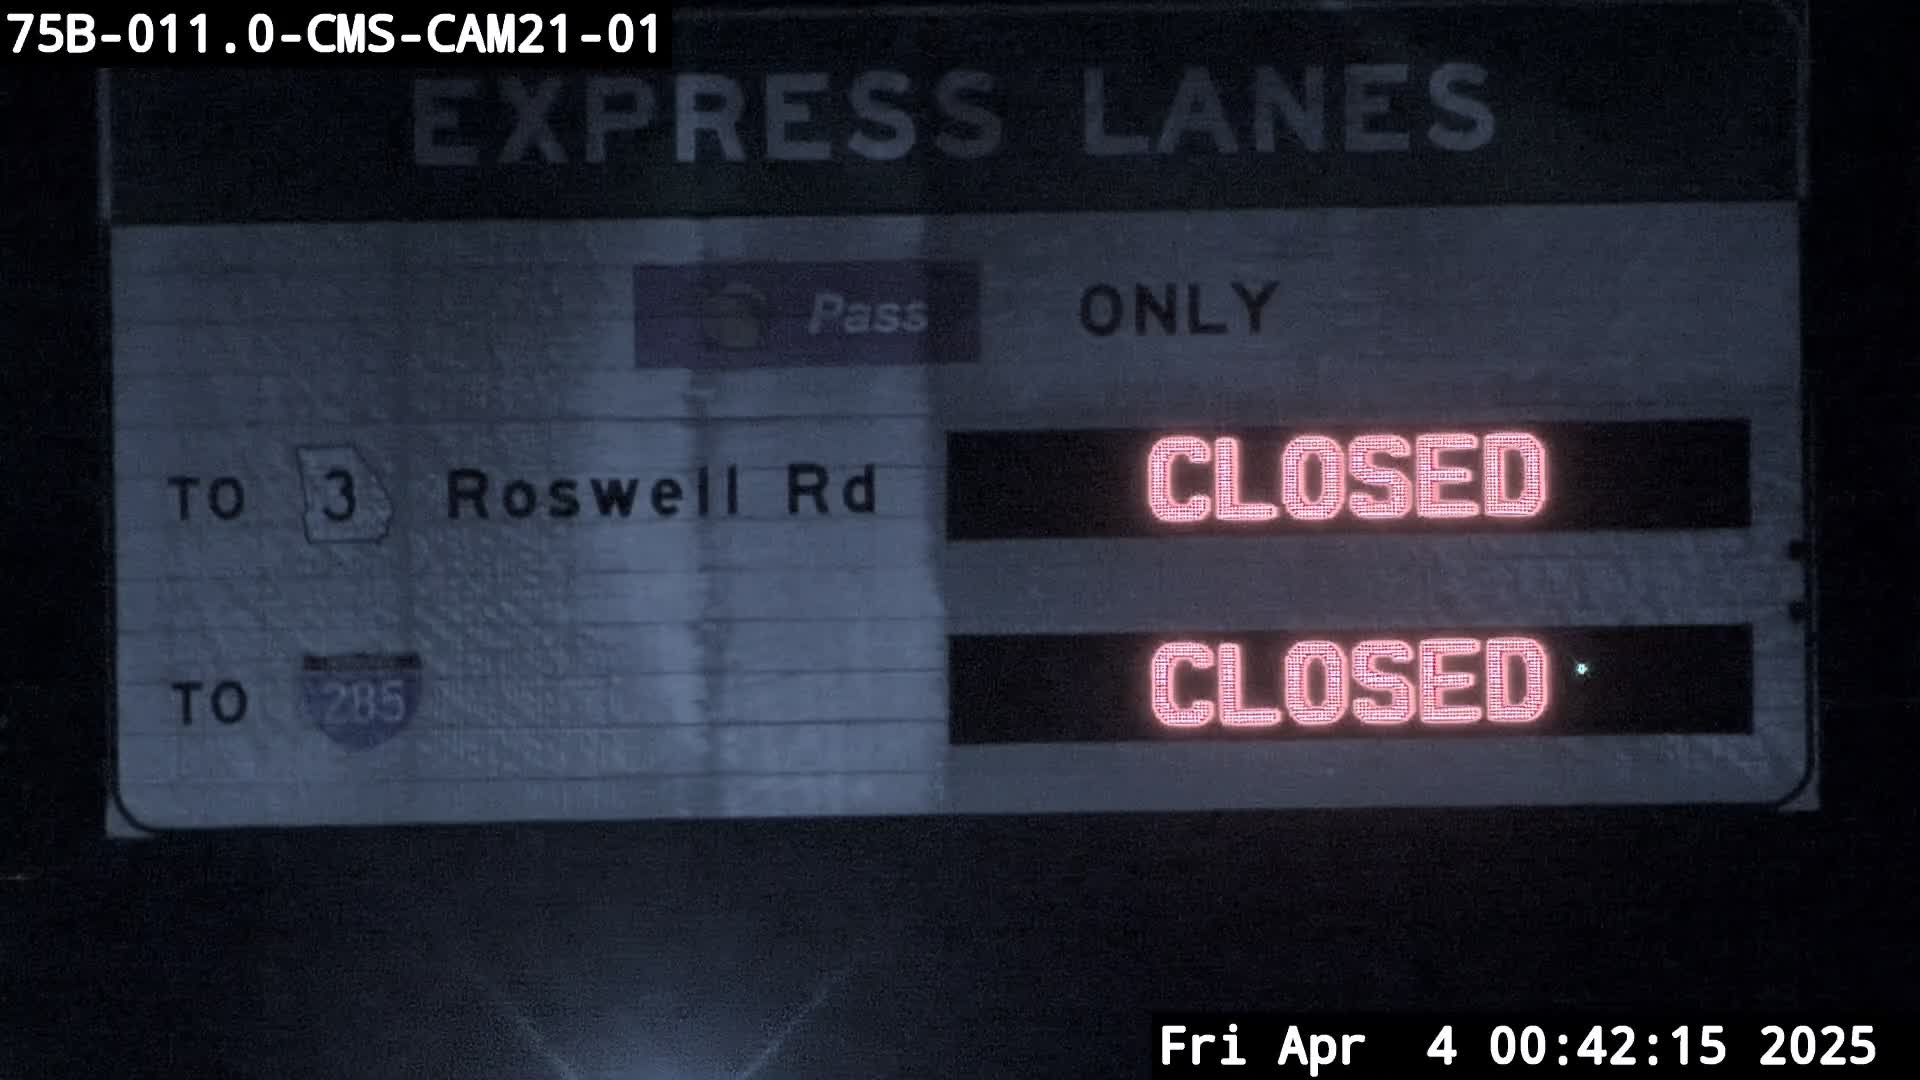 75B-011.0-CMS-CAM21-01
EXPRESS LANES
Pass ONLY
TO 3 Roswell Rd CLOSED
TO 285 CLOSED
Fri Apr 4 00:42:15 2025